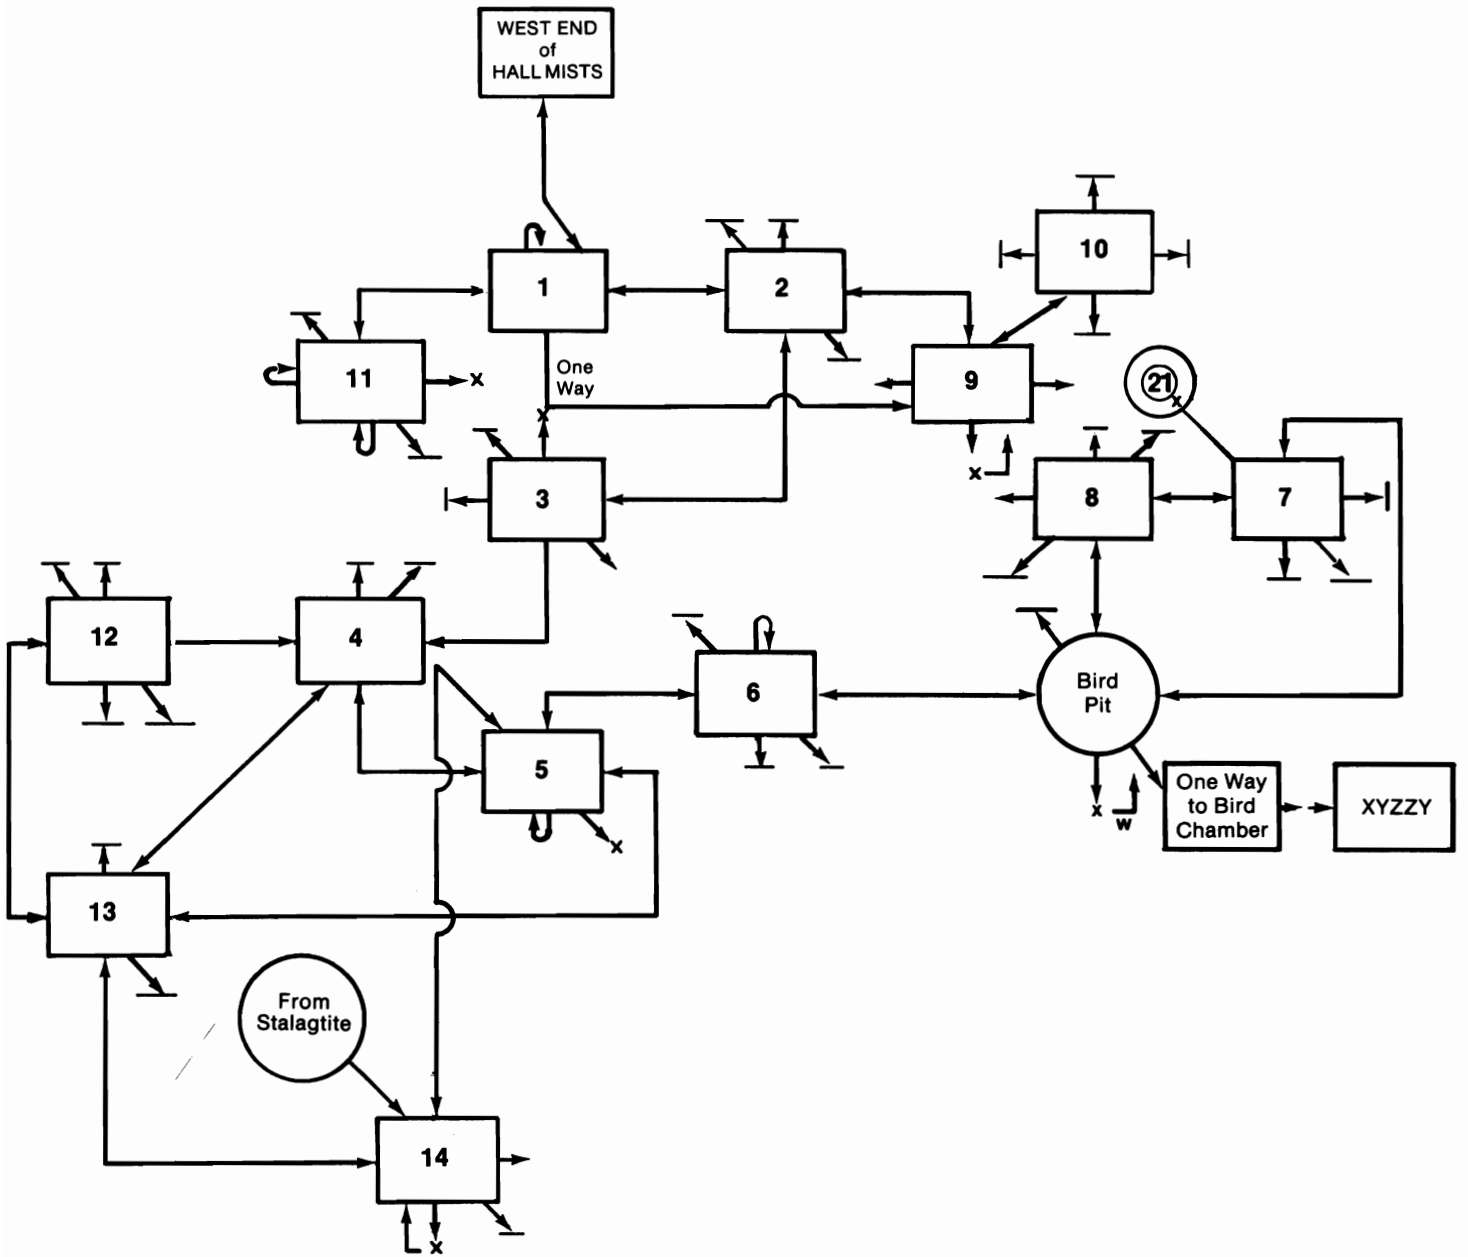 WEST END
of
HALL MISTS
10
1
2
One
Way
11
x
9
21
x
x
3
x
8
7
12
4
6
Bird
Pit
5
x
One Way
to Bird
Chamber
XYZZY
x
w
13
From
Stalagtite
14
x